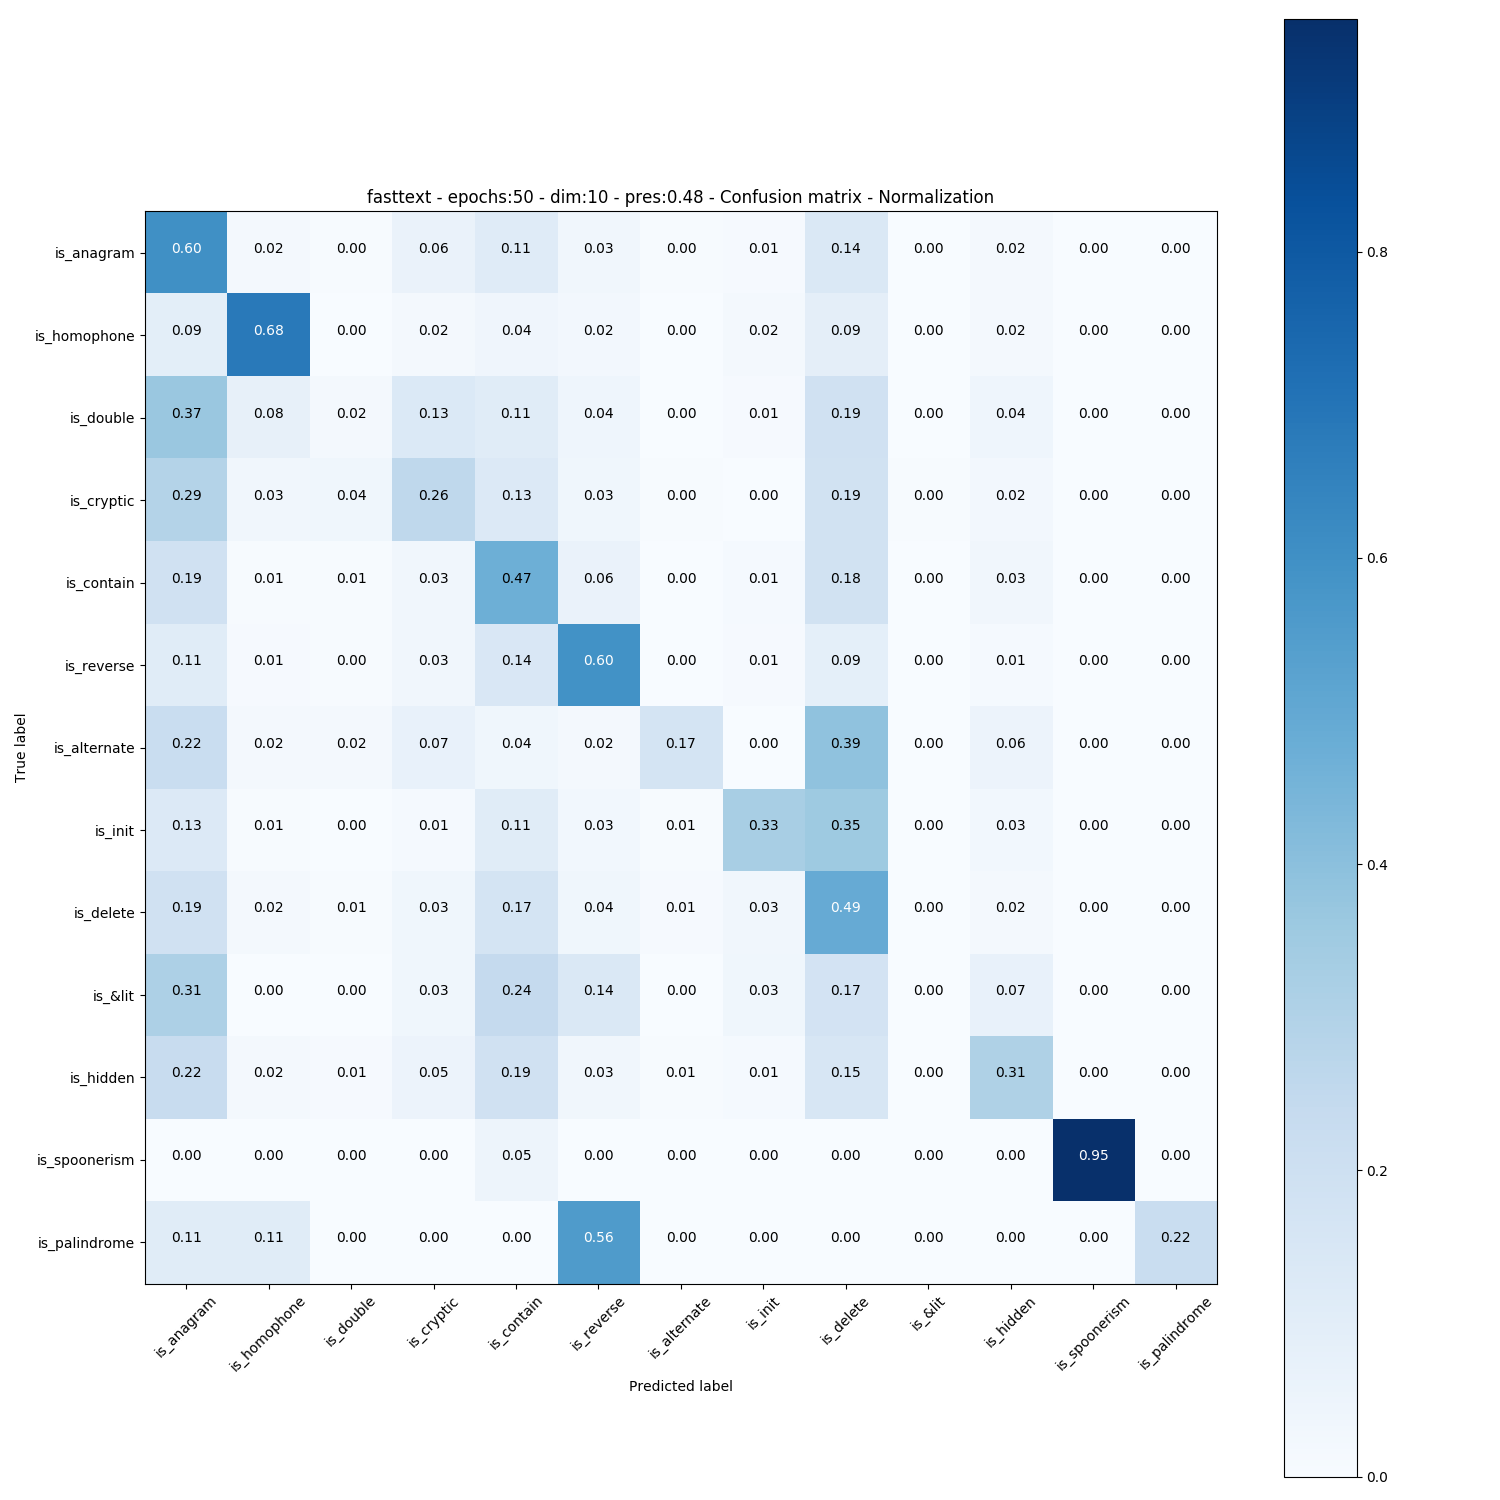 fasttext - epochs:50 - dim:10 - pres:0.48 - Confusion matrix - Normalization
is_anagram 0.60 0.02 0.00 0.06 0.11 0.03 0.00 0.01 0.14 0.00 0.02 0.00 0.00
is_homophone 0.09 0.68 0.00 0.02 0.04 0.02 0.00 0.02 0.09 0.00 0.02 0.00 0.00
is_double 0.37 0.08 0.02 0.13 0.11 0.04 0.00 0.01 0.19 0.00 0.04 0.00 0.00
is_cryptic 0.29 0.03 0.04 0.26 0.13 0.03 0.00 0.00 0.19 0.00 0.02 0.00 0.00
is_contain 0.19 0.01 0.01 0.03 0.47 0.06 0.00 0.01 0.18 0.00 0.03 0.00 0.00
is_reverse 0.11 0.01 0.00 0.03 0.14 0.60 0.00 0.01 0.09 0.00 0.01 0.00 0.00
is_alternate 0.22 0.02 0.02 0.07 0.04 0.02 0.17 0.00 0.39 0.00 0.06 0.00 0.00
is_init 0.13 0.01 0.00 0.01 0.11 0.03 0.01 0.33 0.35 0.00 0.03 0.00 0.00
is_delete 0.19 0.02 0.01 0.03 0.17 0.04 0.01 0.03 0.49 0.00 0.02 0.00 0.00
is_&lit 0.31 0.00 0.00 0.03 0.24 0.14 0.00 0.03 0.17 0.00 0.07 0.00 0.00
is_hidden 0.22 0.02 0.01 0.05 0.19 0.03 0.01 0.01 0.15 0.00 0.31 0.00 0.00
is_spoonerism 0.00 0.00 0.00 0.00 0.05 0.00 0.00 0.00 0.00 0.00 0.00 0.95 0.00
is_palindrome 0.11 0.11 0.00 0.00 0.00 0.56 0.00 0.00 0.00 0.00 0.00 0.00 0.22
is_anagram is_homophone is_double is_cryptic is_contain is_reverse is_alternate is_init is_delete is_&lit is_hidden is_spoonerism is_palindrome
Predicted label
True label
0.8
0.6
0.4
0.2
0.0